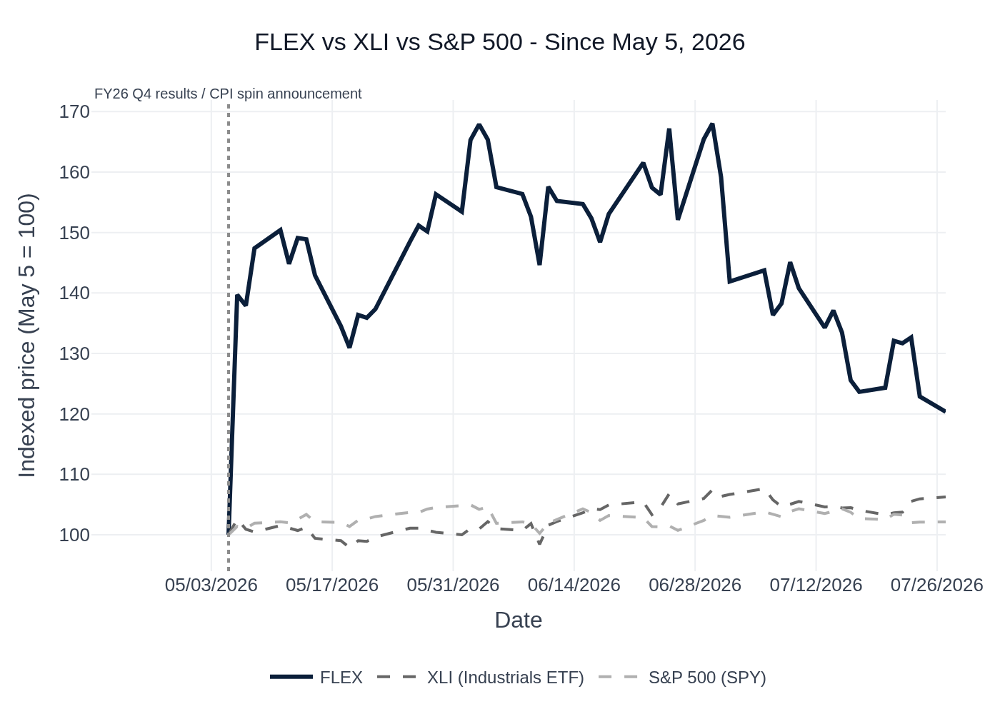 FLEX vs XLI vs S&P 500 - Since May 5, 2026
FY26 Q4 results / CPI spin announcement
170
160
150
140
130
120
110
100
Indexed price (May 5 = 100)
05/03/2026 05/17/2026 05/31/2026 06/14/2026 06/28/2026 07/12/2026 07/26/2026
Date
FLEX XLI (Industrials ETF) S&P 500 (SPY)